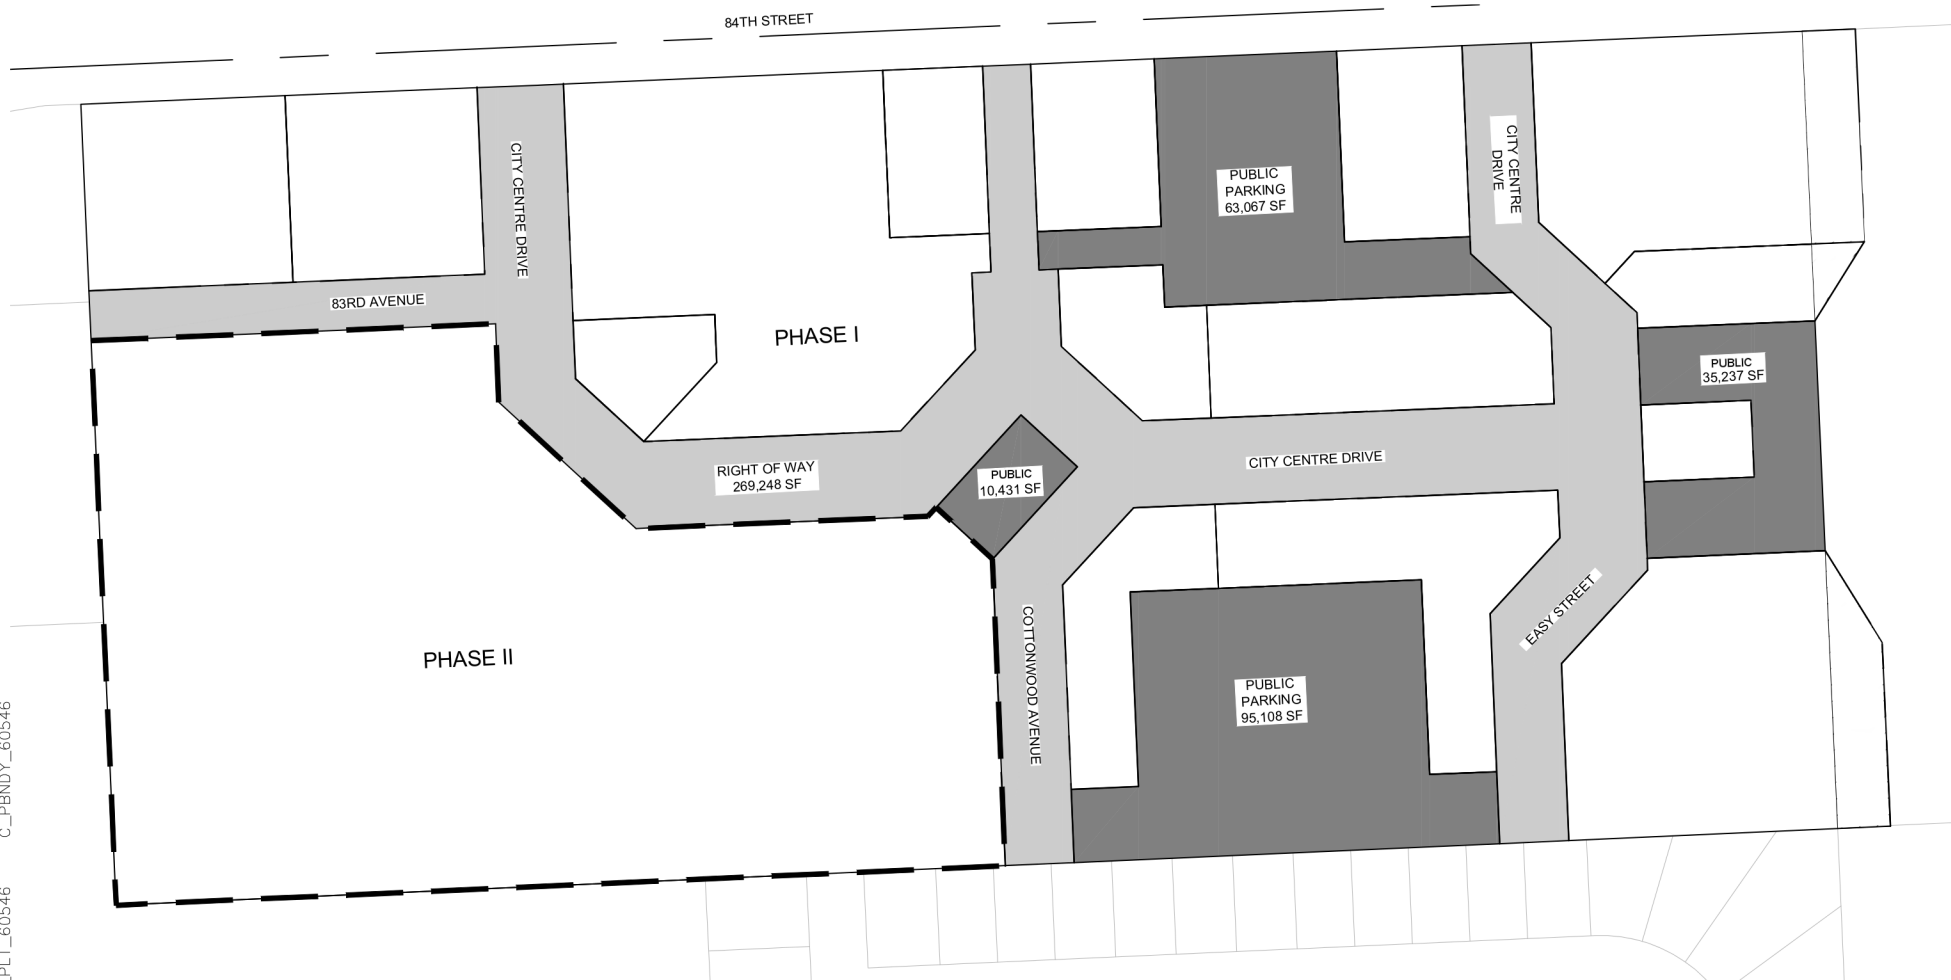 84TH STREET
CITY CENTRE DRIVE
CITY CENTRE
DRIVE
PUBLIC
PARKING
63,067 SF
83RD AVENUE
PHASE I
PUBLIC
35,237 SF
RIGHT OF WAY
269,248 SF
PUBLIC
10,431 SF
CITY CENTRE DRIVE
EASY STREET
COTTONWOOD AVENUE
PHASE II
PUBLIC
PARKING
95,108 SF
C_PBNDY_60546
_PLT_60546